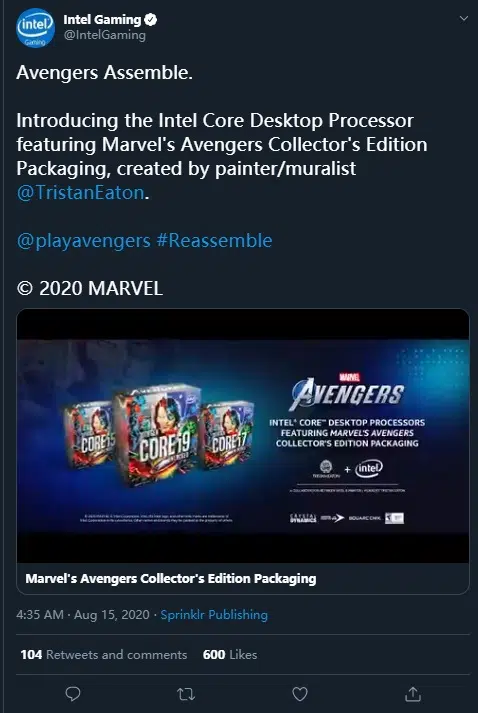 intel
Gaming
Intel Gaming
@IntelGaming
Avengers Assemble.
Introducing the Intel Core Desktop Processor
featuring Marvel's Avengers Collector's Edition
Packaging, created by painter/muralist
@TristanEaton.
@playavengers #Reassemble
© 2020 MARVEL
MARVEL
AVENGERS
INTEL® CORE™ DESKTOP PROCESSORS
FEATURING MARVEL'S AVENGERS
COLLECTOR'S EDITION PACKAGING
CORE i5
CORE i9
CORE i7
+ intel
CRYSTAL
DYNAMICS
SQUARE ENIX
Marvel's Avengers Collector's Edition Packaging
4:35 AM · Aug 15, 2020 · Sprinklr Publishing
104 Retweets and comments 600 Likes